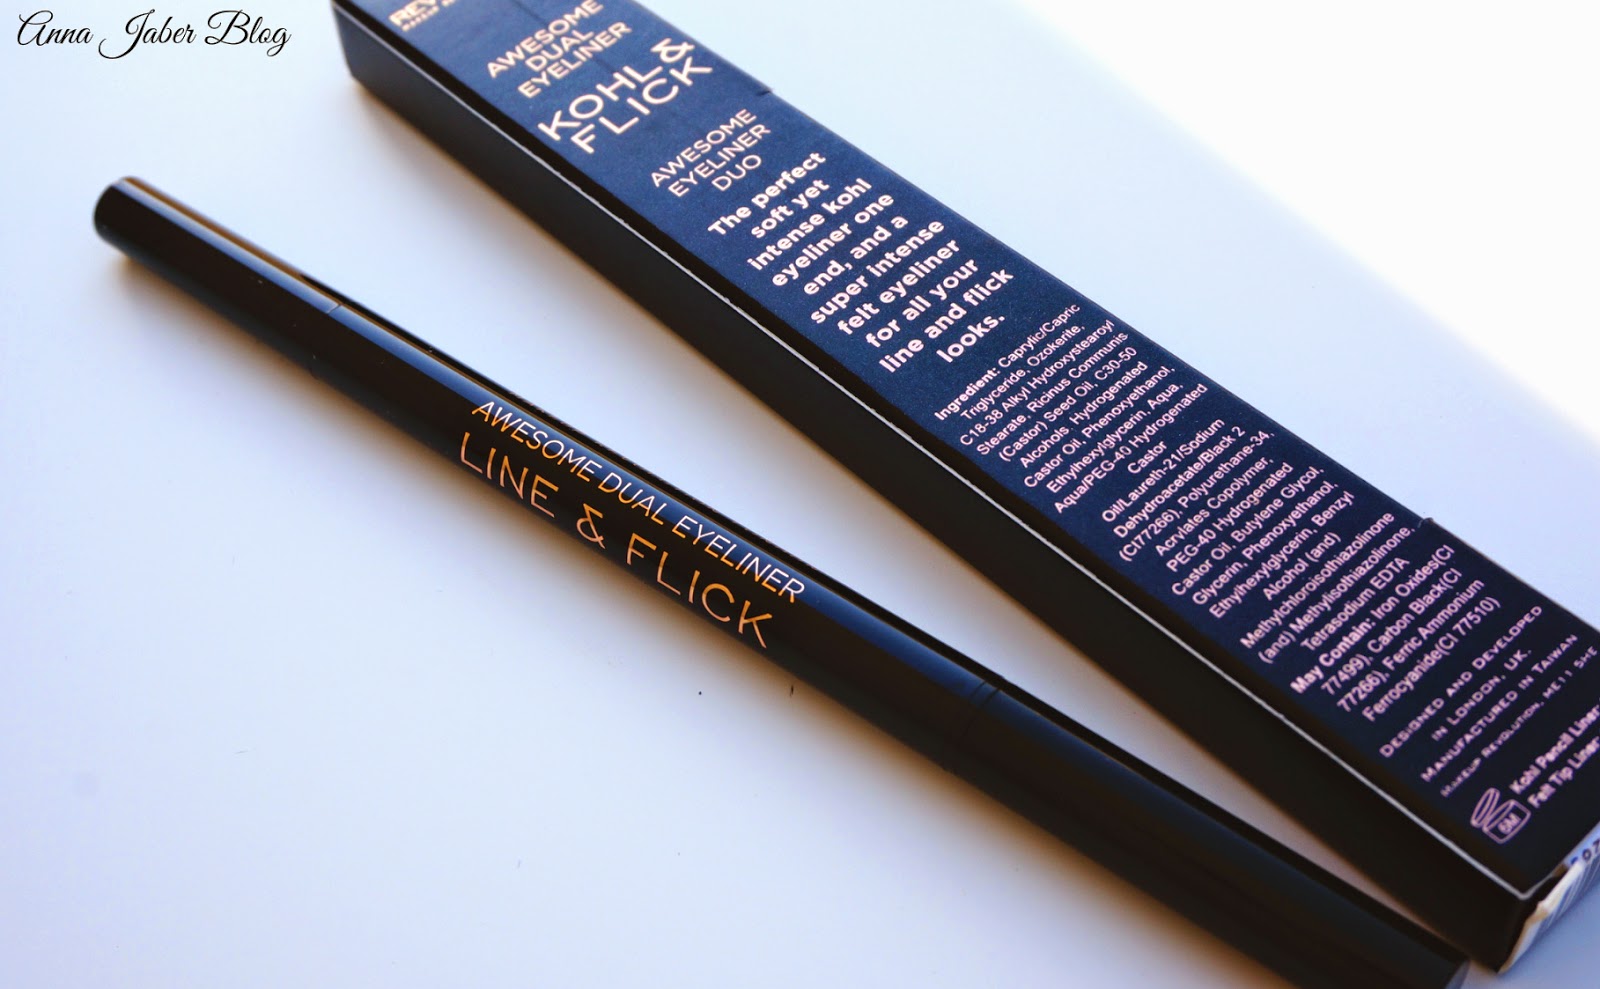 Anna Jaber Blog
AWESOME
DUAL
EYELINER
KOHL &
FLICK
AWESOME
EYELINER
DUO
The perfect
soft yet
intense kohl
eyeliner one
end, and a
super intense
felt eyeliner
for all your
line and flick
looks.
Ingredient: Caprylic/Capric
Triglyceride, Ozokerite,
C18-38 Alkyl Hydroxystearoyl
Stearate, Ricinus Communis
(Castor) Seed Oil, C30-50
Alcohols, Hydrogenated
Castor Oil, Phenoxyethanol,
Ethylhexylglycerin, Aqua,
Aqua/PEG-40 Hydrogenated
Castor
Oil/Laureth-21/Sodium
Dehydroacetate/Black 2
(CI77266), Polyurethane-34,
Acrylates Copolymer,
PEG-40 Hydrogenated
Castor Oil, Butylene Glycol,
Glycerin, Phenoxyethanol,
Ethylhexylglycerin, Benzyl
Alcohol (and)
Methylchloroisothiazolinone
(and) Methylisothiazolinone,
Tetrasodium EDTA
May Contain: Iron Oxides(CI
77499), Carbon Black(CI
77266), Ferric Ammonium
Ferrocyanide(CI 77510)
DESIGNED AND DEVELOPED
IN LONDON, UK.
MANUFACTURED IN TAIWAN
MAKEUP REVOLUTION, ME11 5HE
6M
Kohl Pencil Liner
Felt Tip Liner
AWESOME DUAL EYELINER
LINE & FLICK